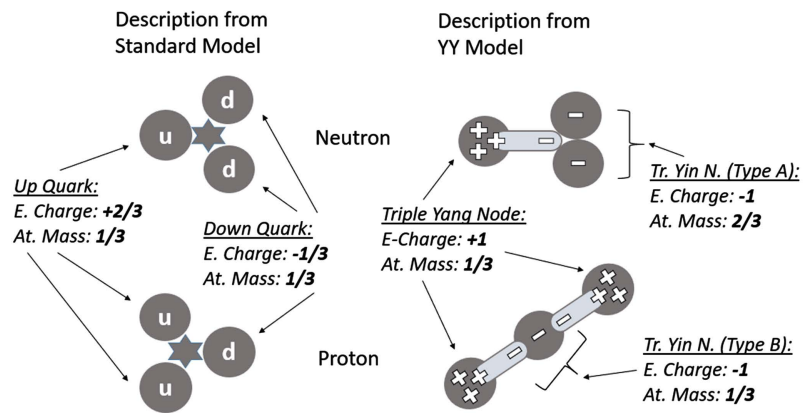 Description from
Standard Model
Description from
YY Model
d
u
d
Neutron
+
+
+
-
-
-
Up Quark:
E. Charge: +2/3
At. Mass: 1/3
Down Quark:
E. Charge: -1/3
At. Mass: 1/3
Triple Yang Node:
E-Charge: +1
At. Mass: 1/3
Tr. Yin N. (Type A):
E. Charge: -1
At. Mass: 2/3
u
d
u
Proton
+
+
+
+
-
-
-
+
+
+
Tr. Yin N. (Type B):
E. Charge: -1
At. Mass: 1/3